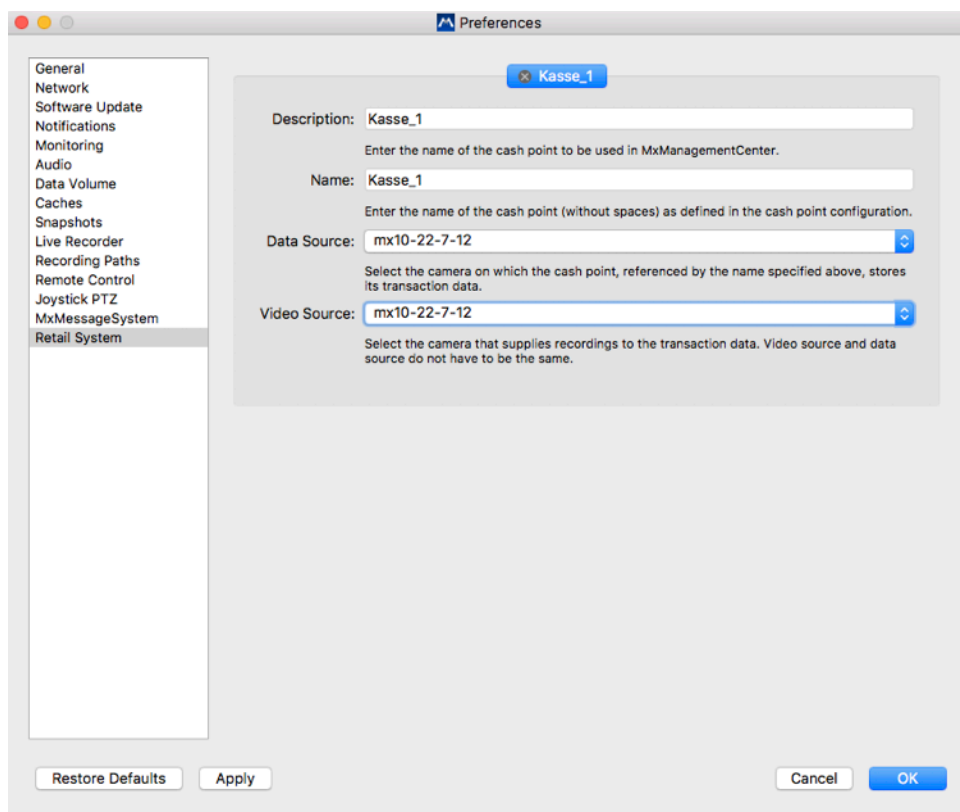 Preferences
General
Network
Software Update
Notifications
Monitoring
Audio
Data Volume
Caches
Snapshots
Live Recorder
Recording Paths
Remote Control
Joystick PTZ
MxMessageSystem
Retail System
Kasse_1
Description: Kasse_1
Enter the name of the cash point to be used in MxManagementCenter.
Name: Kasse_1
Enter the name of the cash point (without spaces) as defined in the cash point configuration.
Data Source: mx10-22-7-12
Select the camera on which the cash point, referenced by the name specified above, stores
its transaction data.
Video Source: mx10-22-7-12
Select the camera that supplies recordings to the transaction data. Video source and data
source do not have to be the same.
Restore Defaults Apply Cancel OK